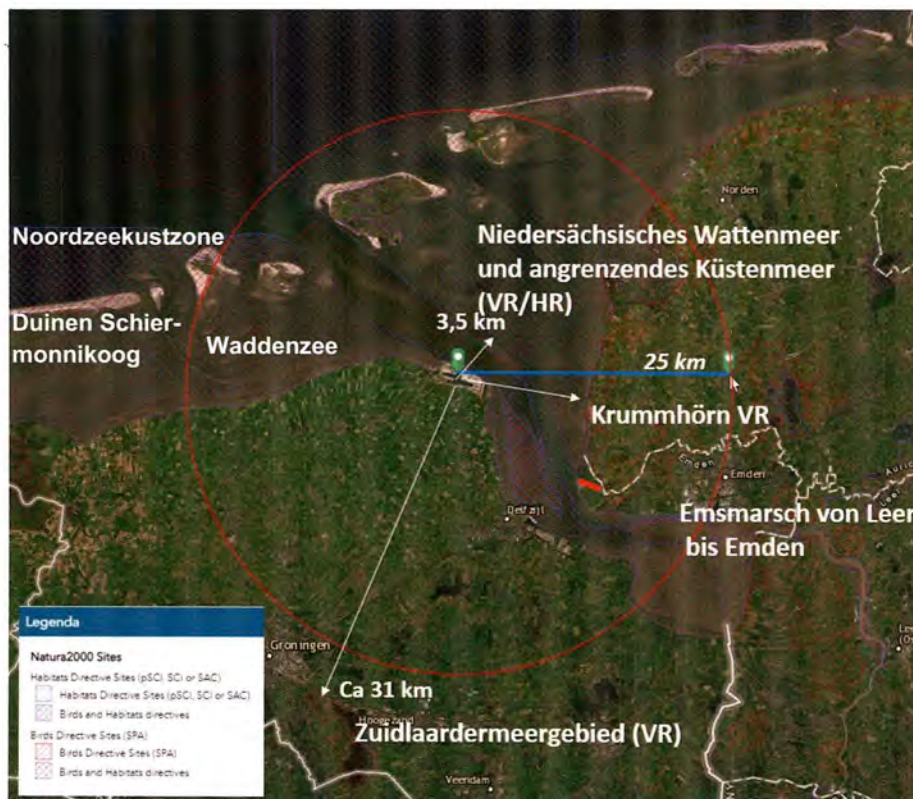 Norden
Noordzeekustzone
Niedersächsisches Wattenmeer
und angrenzendes Küstenmeer
(VR/HR)
3,5 km
Duinen Schier-
monnikoog
Waddenzee
25 km
Krummhörn VR
Emden
Emden
Auric
Leer
Delfzijl
Emsmarsch von Leer
bis Emden
Legenda
Natura2000 Sites
Habitats Directive Sites (pSCI, SCI or SAC)
Habitats Directive Sites (pSCI, SCI or SAC)
Birds and Habitats directives
Birds Directive Sites (SPA)
Birds Directive Sites (SPA)
Birds and Habitats directives
Groningen
Ca 31 km
Hoogezand
Zuidlaardermeergebied (VR)
Veendam